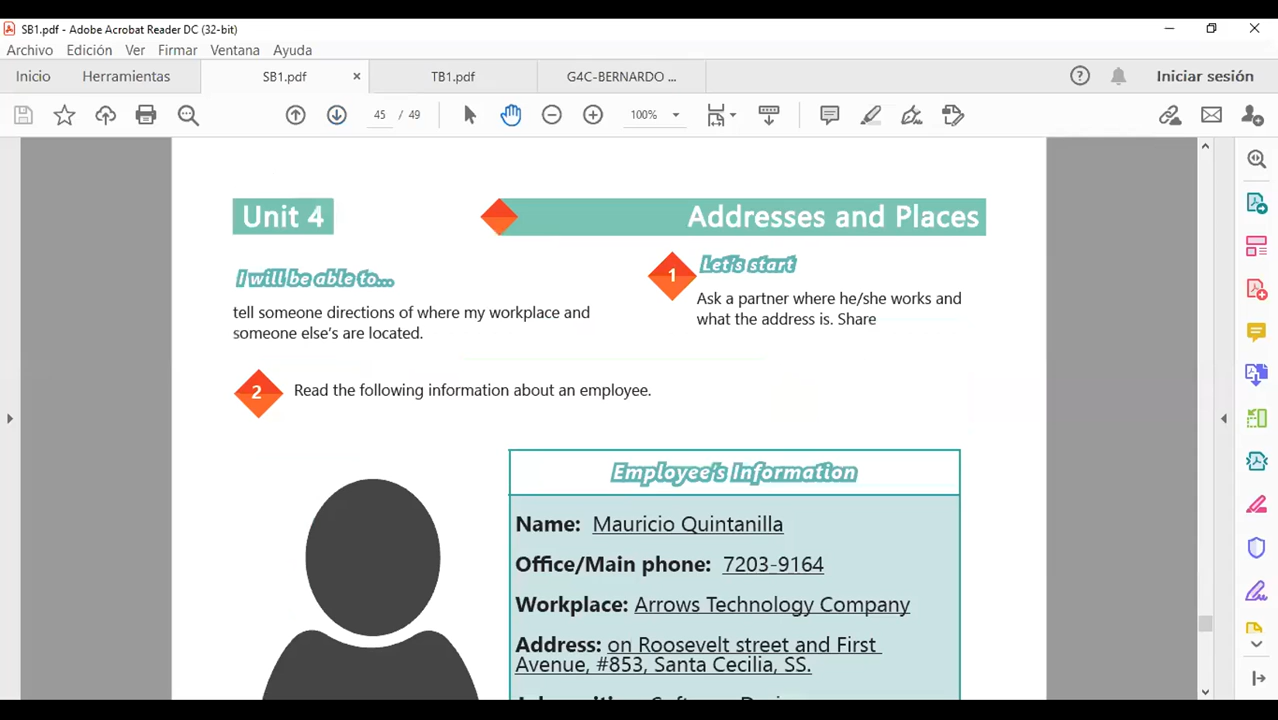 SB1.pdf - Adobe Acrobat Reader DC (32-bit)
Archivo Edición Ver Firmar Ventana Ayuda
Inicio Herramientas SB1.pdf TB1.pdf G4C-BERNARDO ... Iniciar sesión
45 / 49 100%
Unit 4 Addresses and Places
I will be able to...
tell someone directions of where my workplace and
someone else's are located.
1 Let's start
Ask a partner where he/she works and
what the address is. Share
2 Read the following information about an employee.
Employee's Information
Name: Mauricio Quintanilla
Office/Main phone: 7203-9164
Workplace: Arrows Technology Company
Address: on Roosevelt street and First
Avenue, #853, Santa Cecilia, SS.